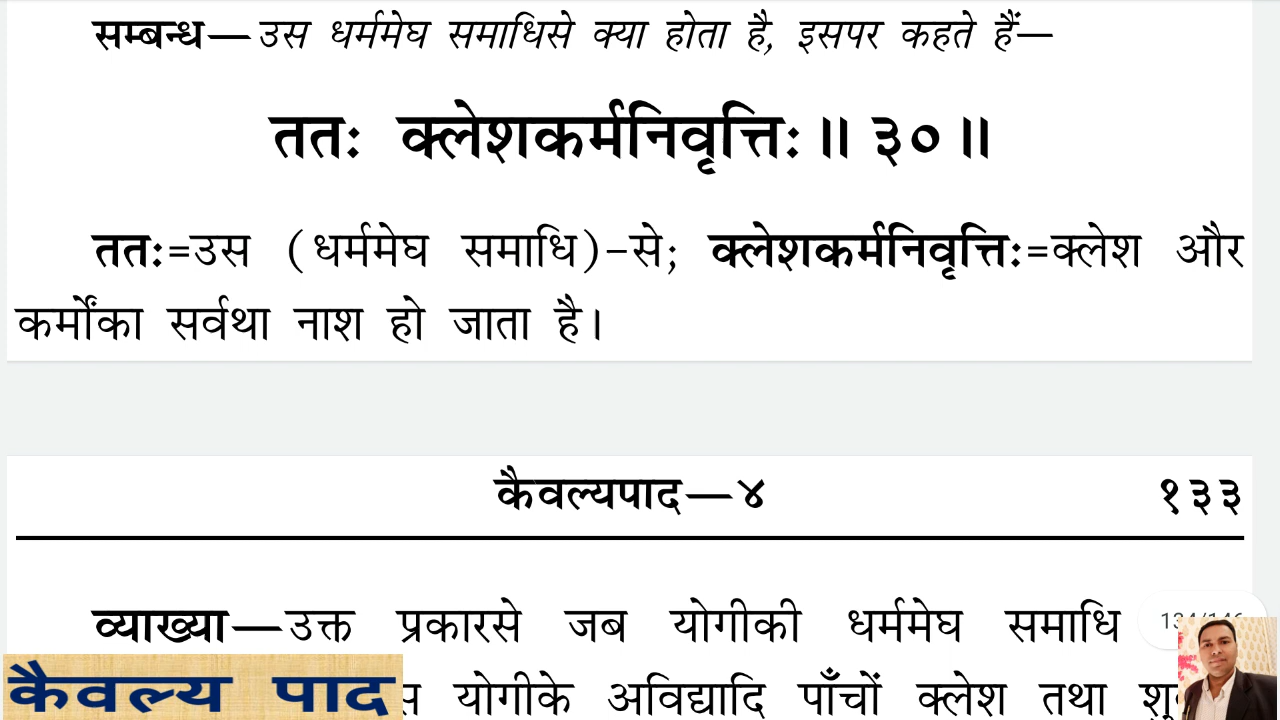 सम्बन्ध—उस धर्ममेघ समाधिसे क्या होता है, इसपर कहते हैं—
ततः क्लेशकर्मनिवृत्तिः॥ ३०॥
ततः=उस (धर्ममेघ समाधि)-से; क्लेशकर्मनिवृत्तिः=क्लेश और
कर्मोंका सर्वथा नाश हो जाता है।
कैवल्यपाद—४ १३३
व्याख्या—उक्त प्रकारसे जब योगीकी धर्ममेघ समाधि
योगीके अविद्यादि पाँचों क्लेश तथा
कैवल्य पाद